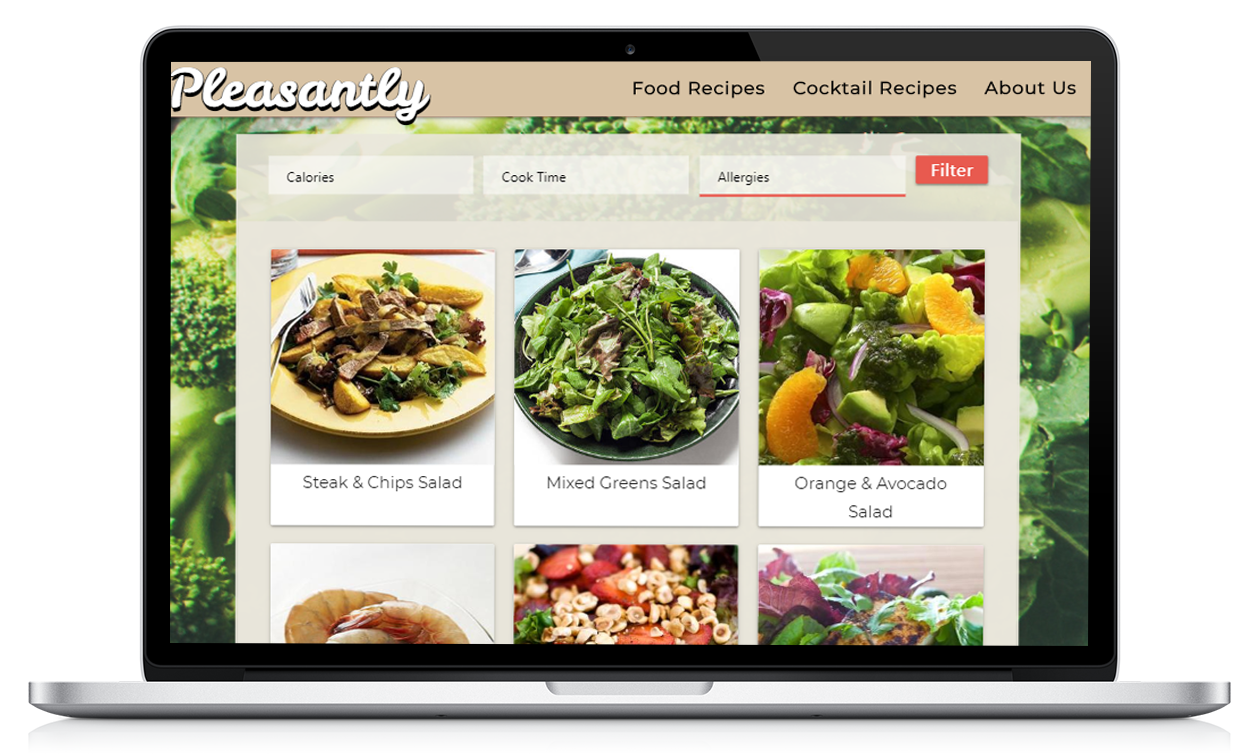 Pleasantly
Food Recipes
Cocktail Recipes
About Us
Calories
Cook Time
Allergies
Filter
Steak & Chips Salad
Mixed Greens Salad
Orange & Avocado
Salad